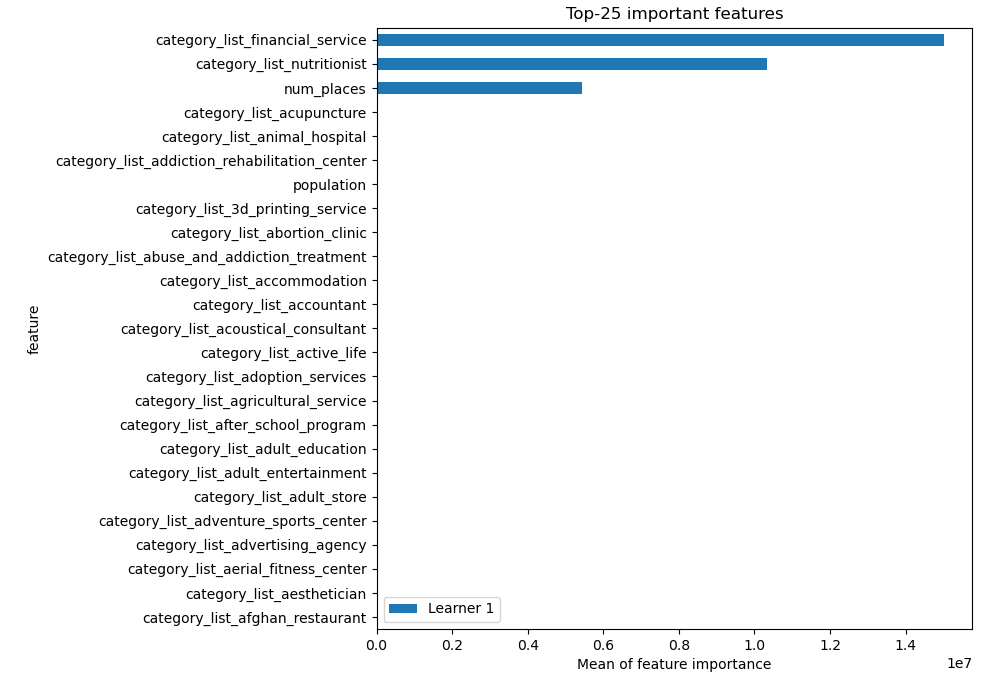 Top-25 important features
category_list_financial_service
category_list_nutritionist
num_places
category_list_acupuncture
category_list_animal_hospital
category_list_addiction_rehabilitation_center
population
category_list_3d_printing_service
category_list_abortion_clinic
category_list_abuse_and_addiction_treatment
category_list_accommodation
category_list_accountant
category_list_acoustical_consultant
category_list_active_life
category_list_adoption_services
category_list_agricultural_service
category_list_after_school_program
category_list_adult_education
category_list_adult_entertainment
category_list_adult_store
category_list_adventure_sports_center
category_list_advertising_agency
category_list_aerial_fitness_center
category_list_aesthetician
category_list_afghan_restaurant
feature
Learner 1
0.0 0.2 0.4 0.6 0.8 1.0 1.2 1.4
1e7
Mean of feature importance